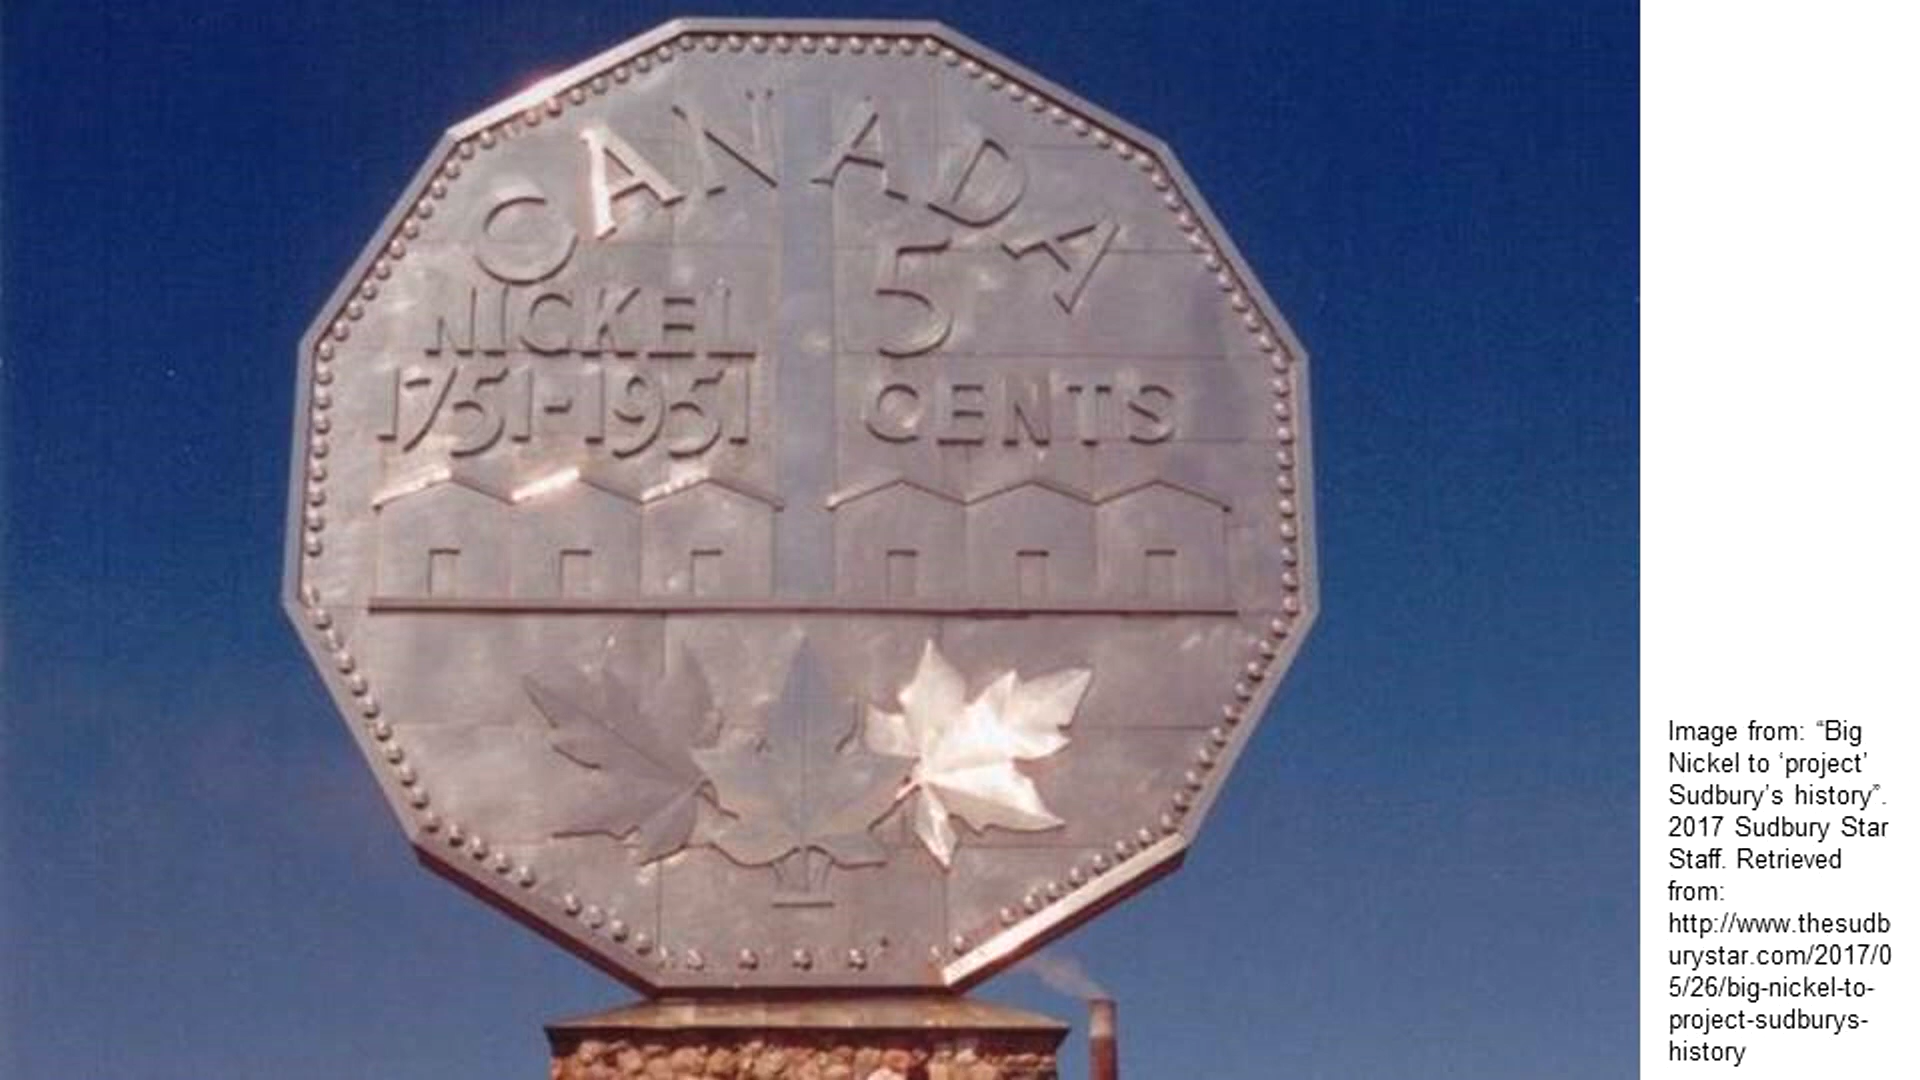 CANADA
NICKEL
1751-1951
5
CENTS
Image from: “Big
Nickel to ‘project’
Sudbury’s history”.
2017 Sudbury Star
Staff. Retrieved
from:
http://www.thesudb
urystar.com/2017/0
5/26/big-nickel-to-
project-sudburys-
history